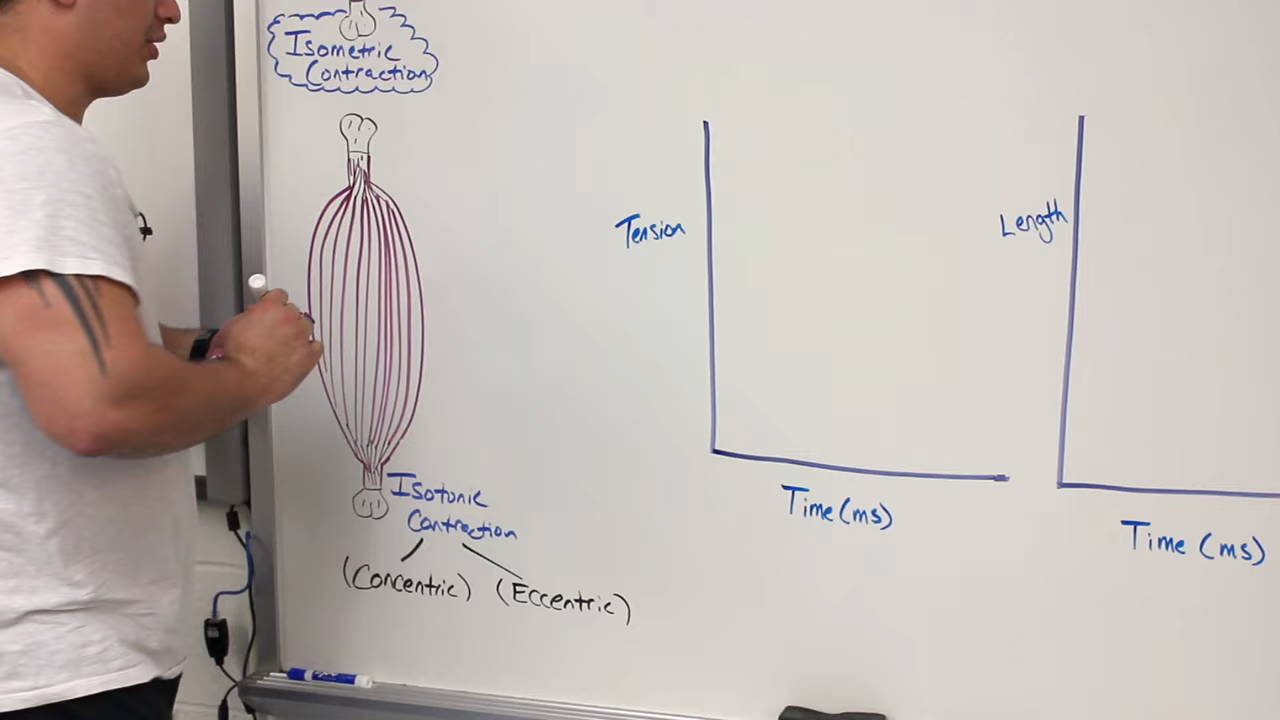 Isometric
Contraction
Tension
Length
Isotonic
Contraction
Time (ms)
Time (ms)
(Concentric) (Eccentric)